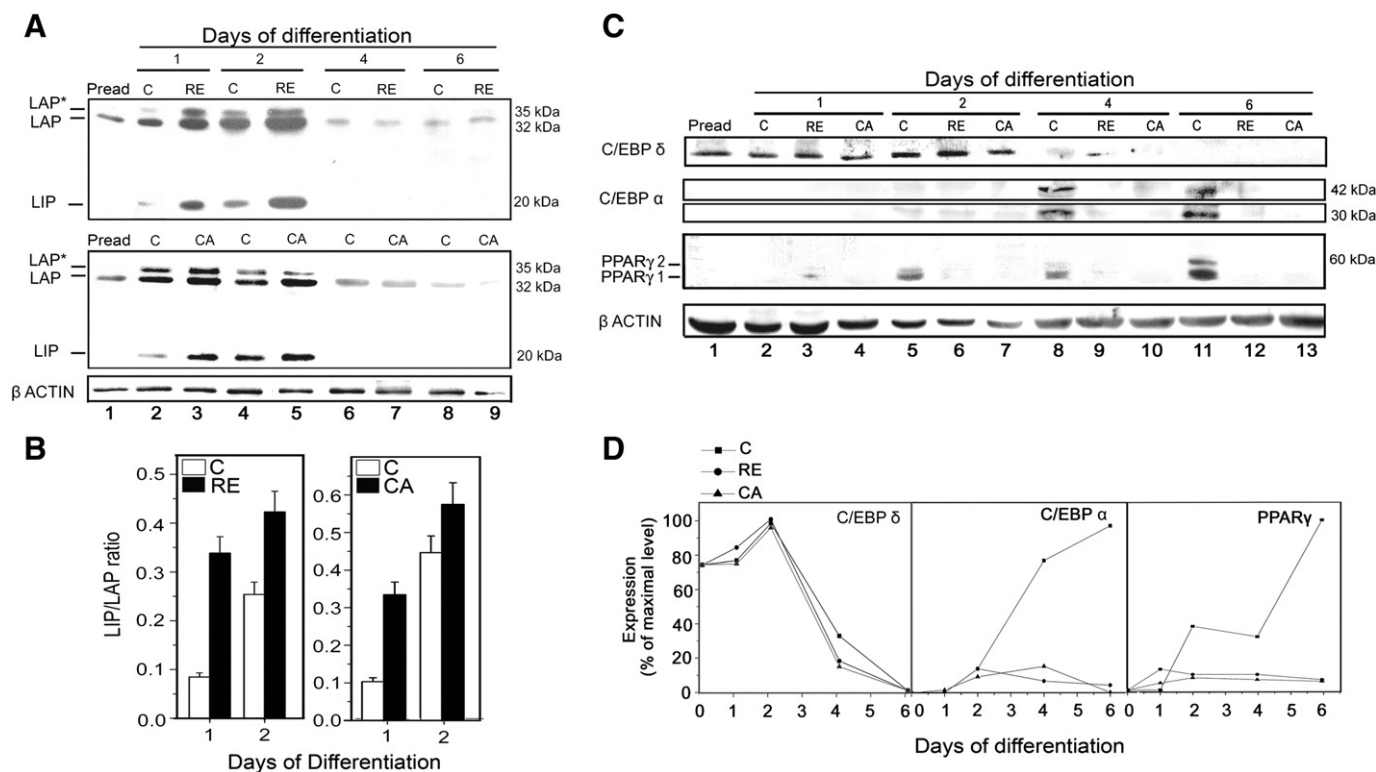 A
Days of differentiation
1 2 4 6
Pread C RE C RE C RE C RE
LAP*
LAP
LIP
35 kDa
32 kDa
20 kDa
Pread C CA C CA C CA C CA
LAP*
LAP
LIP
35 kDa
32 kDa
20 kDa
β ACTIN
1 2 3 4 5 6 7 8 9
B
LIP/LAP ratio
0.5
0.4
0.3
0.2
0.1
0.0
C
RE
1 2
0.6
0.5
0.4
0.3
0.2
0.1
0.0
C
CA
1 2
Days of Differentiation
C
Days of differentiation
1 2 4 6
Pread C RE CA C RE CA C RE CA C RE CA
C/EBP δ
C/EBP α
42 kDa
30 kDa
PPARγ 2
PPARγ 1
60 kDa
β ACTIN
1 2 3 4 5 6 7 8 9 10 11 12 13
D
C
RE
CA
Expression
(% of maximal level)
100
80
60
40
20
0
C/EBP δ
C/EBP α
PPARγ
0 1 2 3 4 5 6 0 1 2 3 4 5 6 0 1 2 3 4 5 6
Days of differentiation